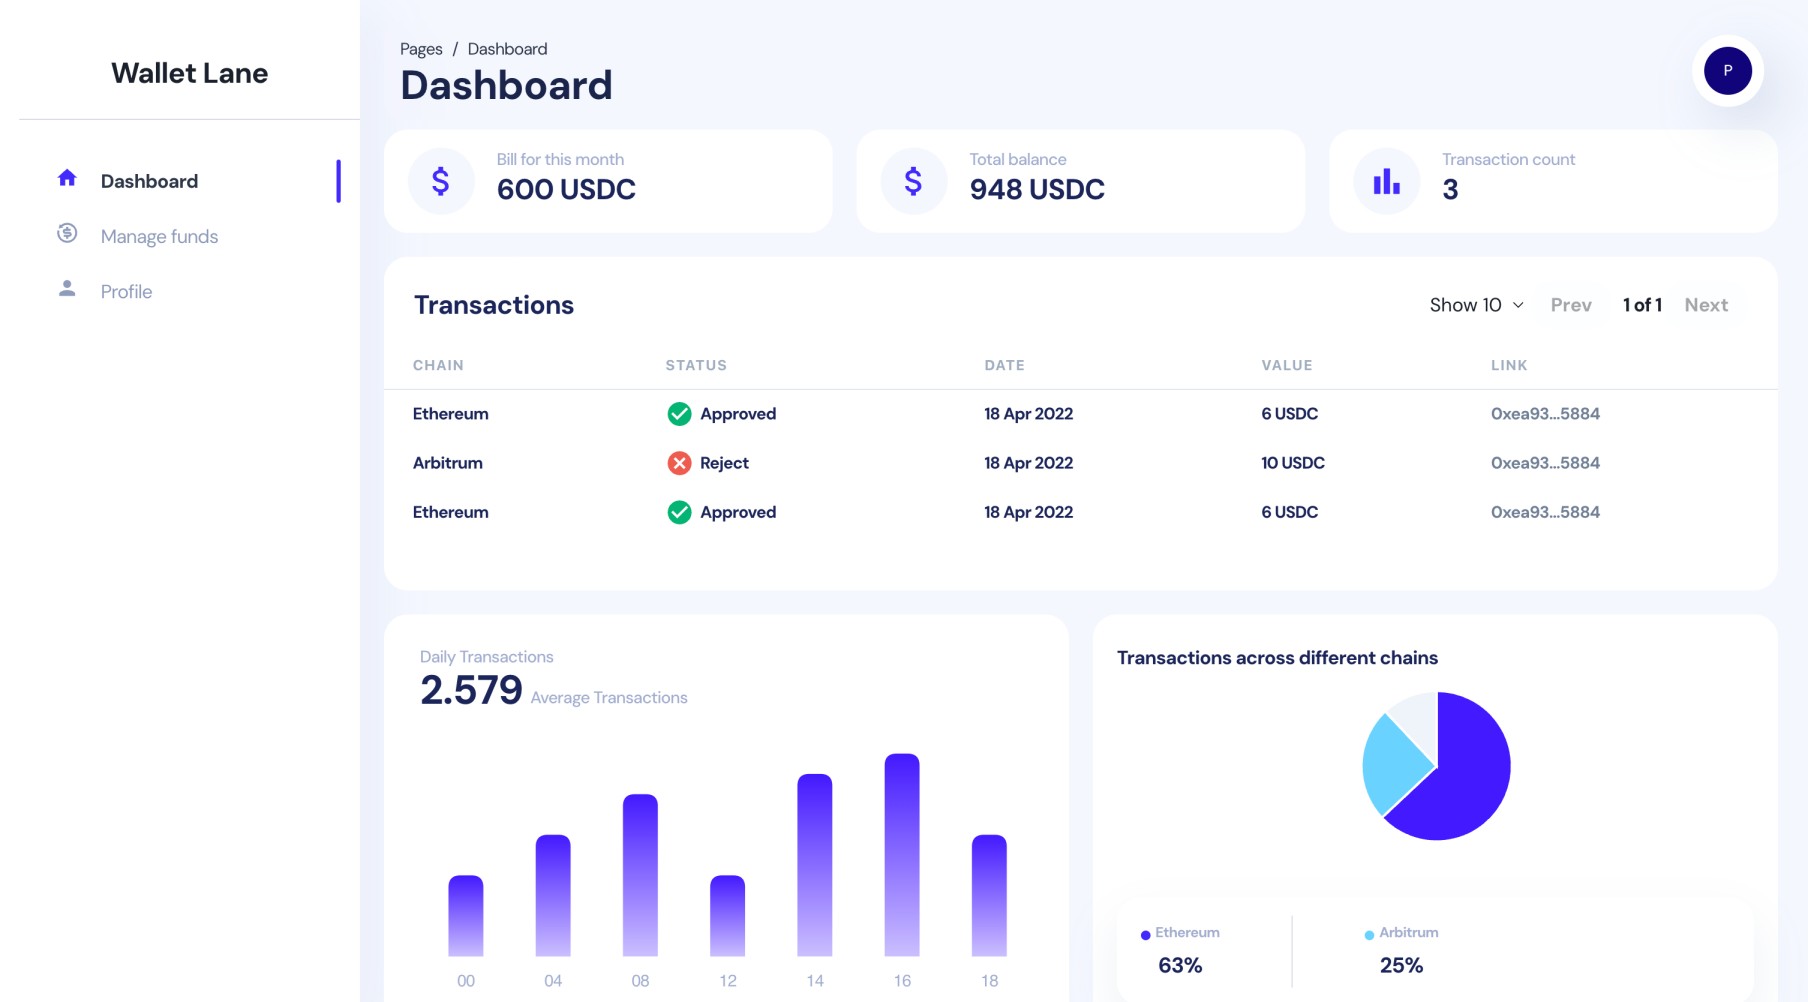 Wallet Lane
Dashboard
Manage funds
Profile
Pages / Dashboard
Dashboard
P
Bill for this month
600 USDC
Total balance
948 USDC
Transaction count
3
Transactions
Show 10 Prev 1 of 1 Next
CHAIN STATUS DATE VALUE LINK
Ethereum Approved 18 Apr 2022 6 USDC 0xea93...5884
Arbitrum Reject 18 Apr 2022 10 USDC 0xea93...5884
Ethereum Approved 18 Apr 2022 6 USDC 0xea93...5884
Daily Transactions
2.579 Average Transactions
00 04 08 12 14 16 18
Transactions across different chains
Ethereum
63%
Arbitrum
25%